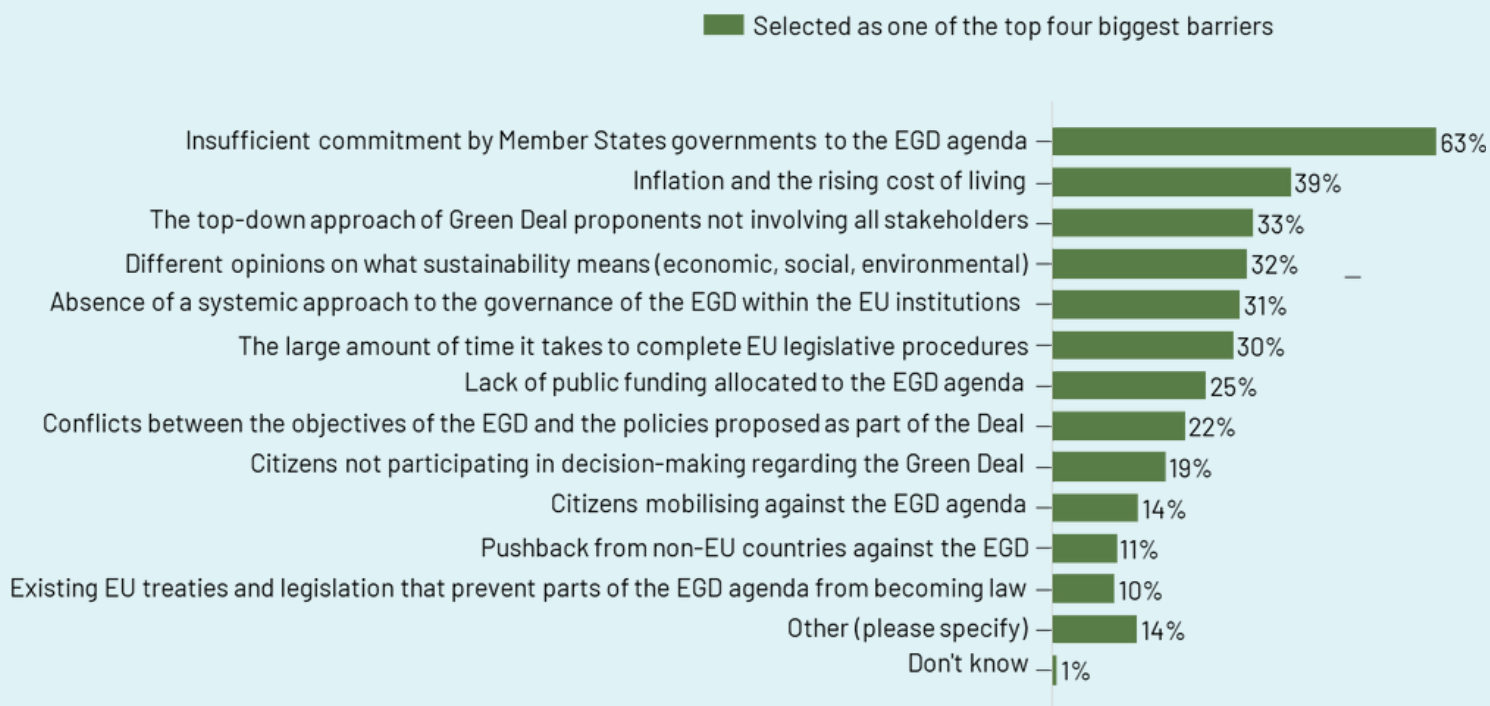 Selected as one of the top four biggest barriers
Insufficient commitment by Member States governments to the EGD agenda 63%
Inflation and the rising cost of living 39%
The top-down approach of Green Deal proponents not involving all stakeholders 33%
Different opinions on what sustainability means (economic, social, environmental) 32%
Absence of a systemic approach to the governance of the EGD within the EU institutions 31%
The large amount of time it takes to complete EU legislative procedures 30%
Lack of public funding allocated to the EGD agenda 25%
Conflicts between the objectives of the EGD and the policies proposed as part of the Deal 22%
Citizens not participating in decision-making regarding the Green Deal 19%
Citizens mobilising against the EGD agenda 14%
Pushback from non-EU countries against the EGD 11%
Existing EU treaties and legislation that prevent parts of the EGD agenda from becoming law 10%
Other (please specify) 14%
Don't know 1%